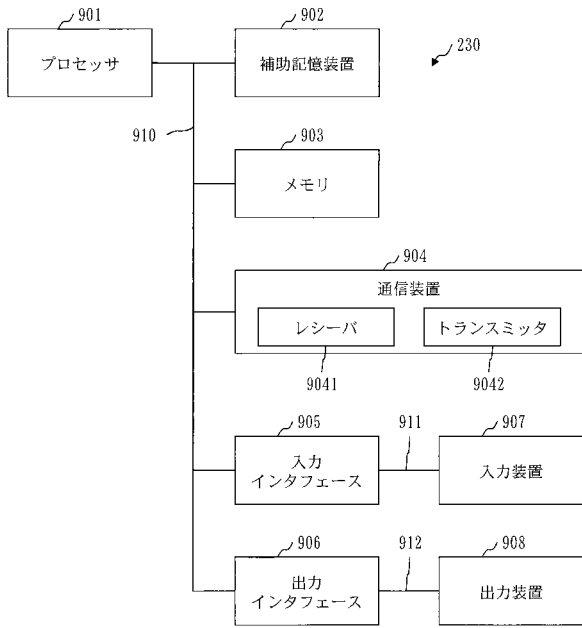 901
プロセッサ
902
補助記憶装置
230
910
903
メモリ
904
通信装置
レシーバ
トランスミッタ
9041
9042
905
入力
インタフェース
911
907
入力装置
906
出力
インタフェース
912
908
出力装置